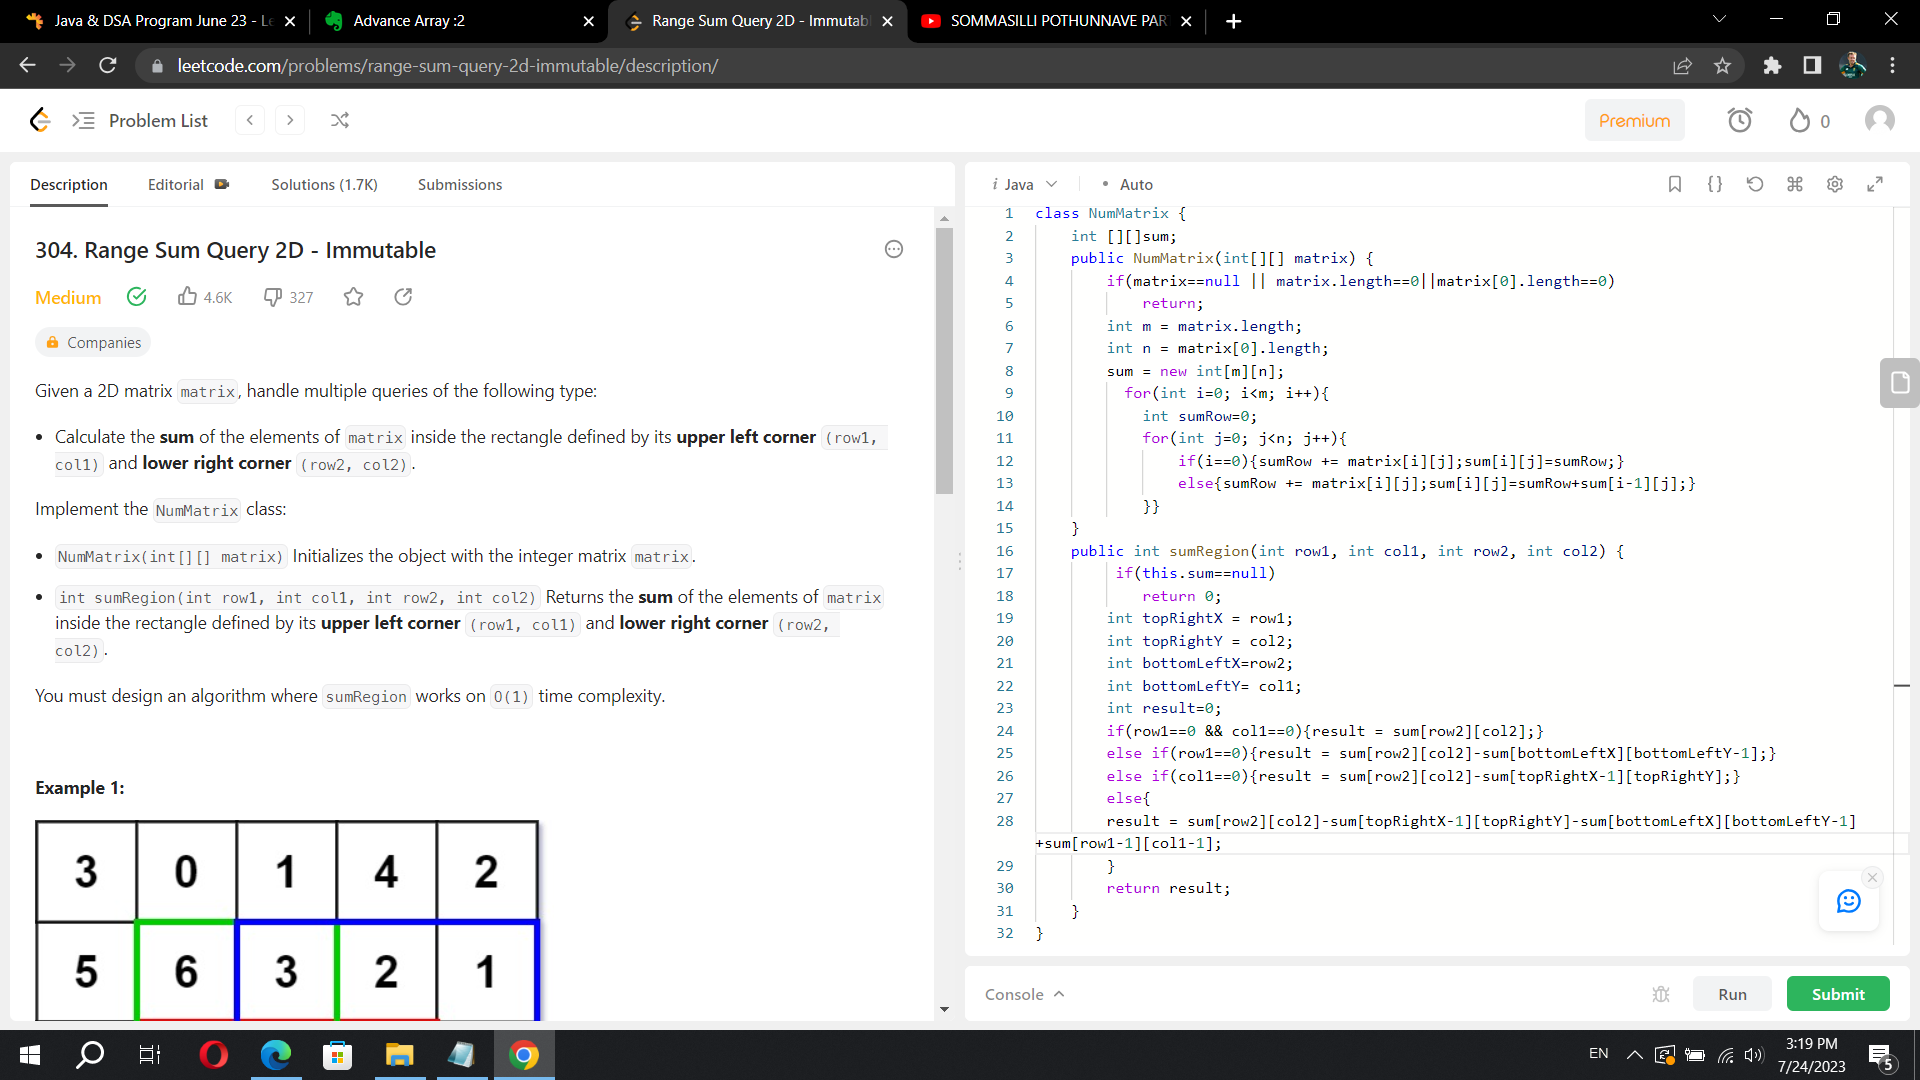 Java & DSA Program June 23 - Le
Advance Array :2
Range Sum Query 2D - Immutabl
SOMMASILLI POTHUNNAVE PAR
leetcode.com/problems/range-sum-query-2d-immutable/description/
Problem List
Premium
0
Description
Editorial
Solutions (1.7K)
Submissions
304. Range Sum Query 2D - Immutable
Medium
4.6K
327
Companies
Given a 2D matrix matrix, handle multiple queries of the following type:
• Calculate the sum of the elements of matrix inside the rectangle defined by its upper left corner (row1,
col1) and lower right corner (row2, col2).
Implement the NumMatrix class:
• NumMatrix(int[][] matrix) Initializes the object with the integer matrix matrix.
• int sumRegion(int row1, int col1, int row2, int col2) Returns the sum of the elements of matrix
inside the rectangle defined by its upper left corner (row1, col1) and lower right corner (row2,
col2).
You must design an algorithm where sumRegion works on O(1) time complexity.
Example 1:
3 0 1 4 2
5 6 3 2 1
i Java
• Auto
1 class NumMatrix {
2 int [][]sum;
3 public NumMatrix(int[][] matrix) {
4 if(matrix==null || matrix.length==0||matrix[0].length==0)
5 return;
6 int m = matrix.length;
7 int n = matrix[0].length;
8 sum = new int[m][n];
9 for(int i=0; i<m; i++){
10 int sumRow=0;
11 for(int j=0; j<n; j++){
12 if(i==0){sumRow += matrix[i][j];sum[i][j]=sumRow;}
13 else{sumRow += matrix[i][j];sum[i][j]=sumRow+sum[i-1][j];}
14 }}
15 }
16 public int sumRegion(int row1, int col1, int row2, int col2) {
17 if(this.sum==null)
18 return 0;
19 int topRightX = row1;
20 int topRightY = col2;
21 int bottomLeftX=row2;
22 int bottomLeftY= col1;
23 int result=0;
24 if(row1==0 && col1==0){result = sum[row2][col2];}
25 else if(row1==0){result = sum[row2][col2]-sum[bottomLeftX][bottomLeftY-1];}
26 else if(col1==0){result = sum[row2][col2]-sum[topRightX-1][topRightY];}
27 else{
28 result = sum[row2][col2]-sum[topRightX-1][topRightY]-sum[bottomLeftX][bottomLeftY-1]
+sum[row1-1][col1-1];
29 }
30 return result;
31 }
32 }
Console
Run
Submit
EN
3:19 PM
7/24/2023
5